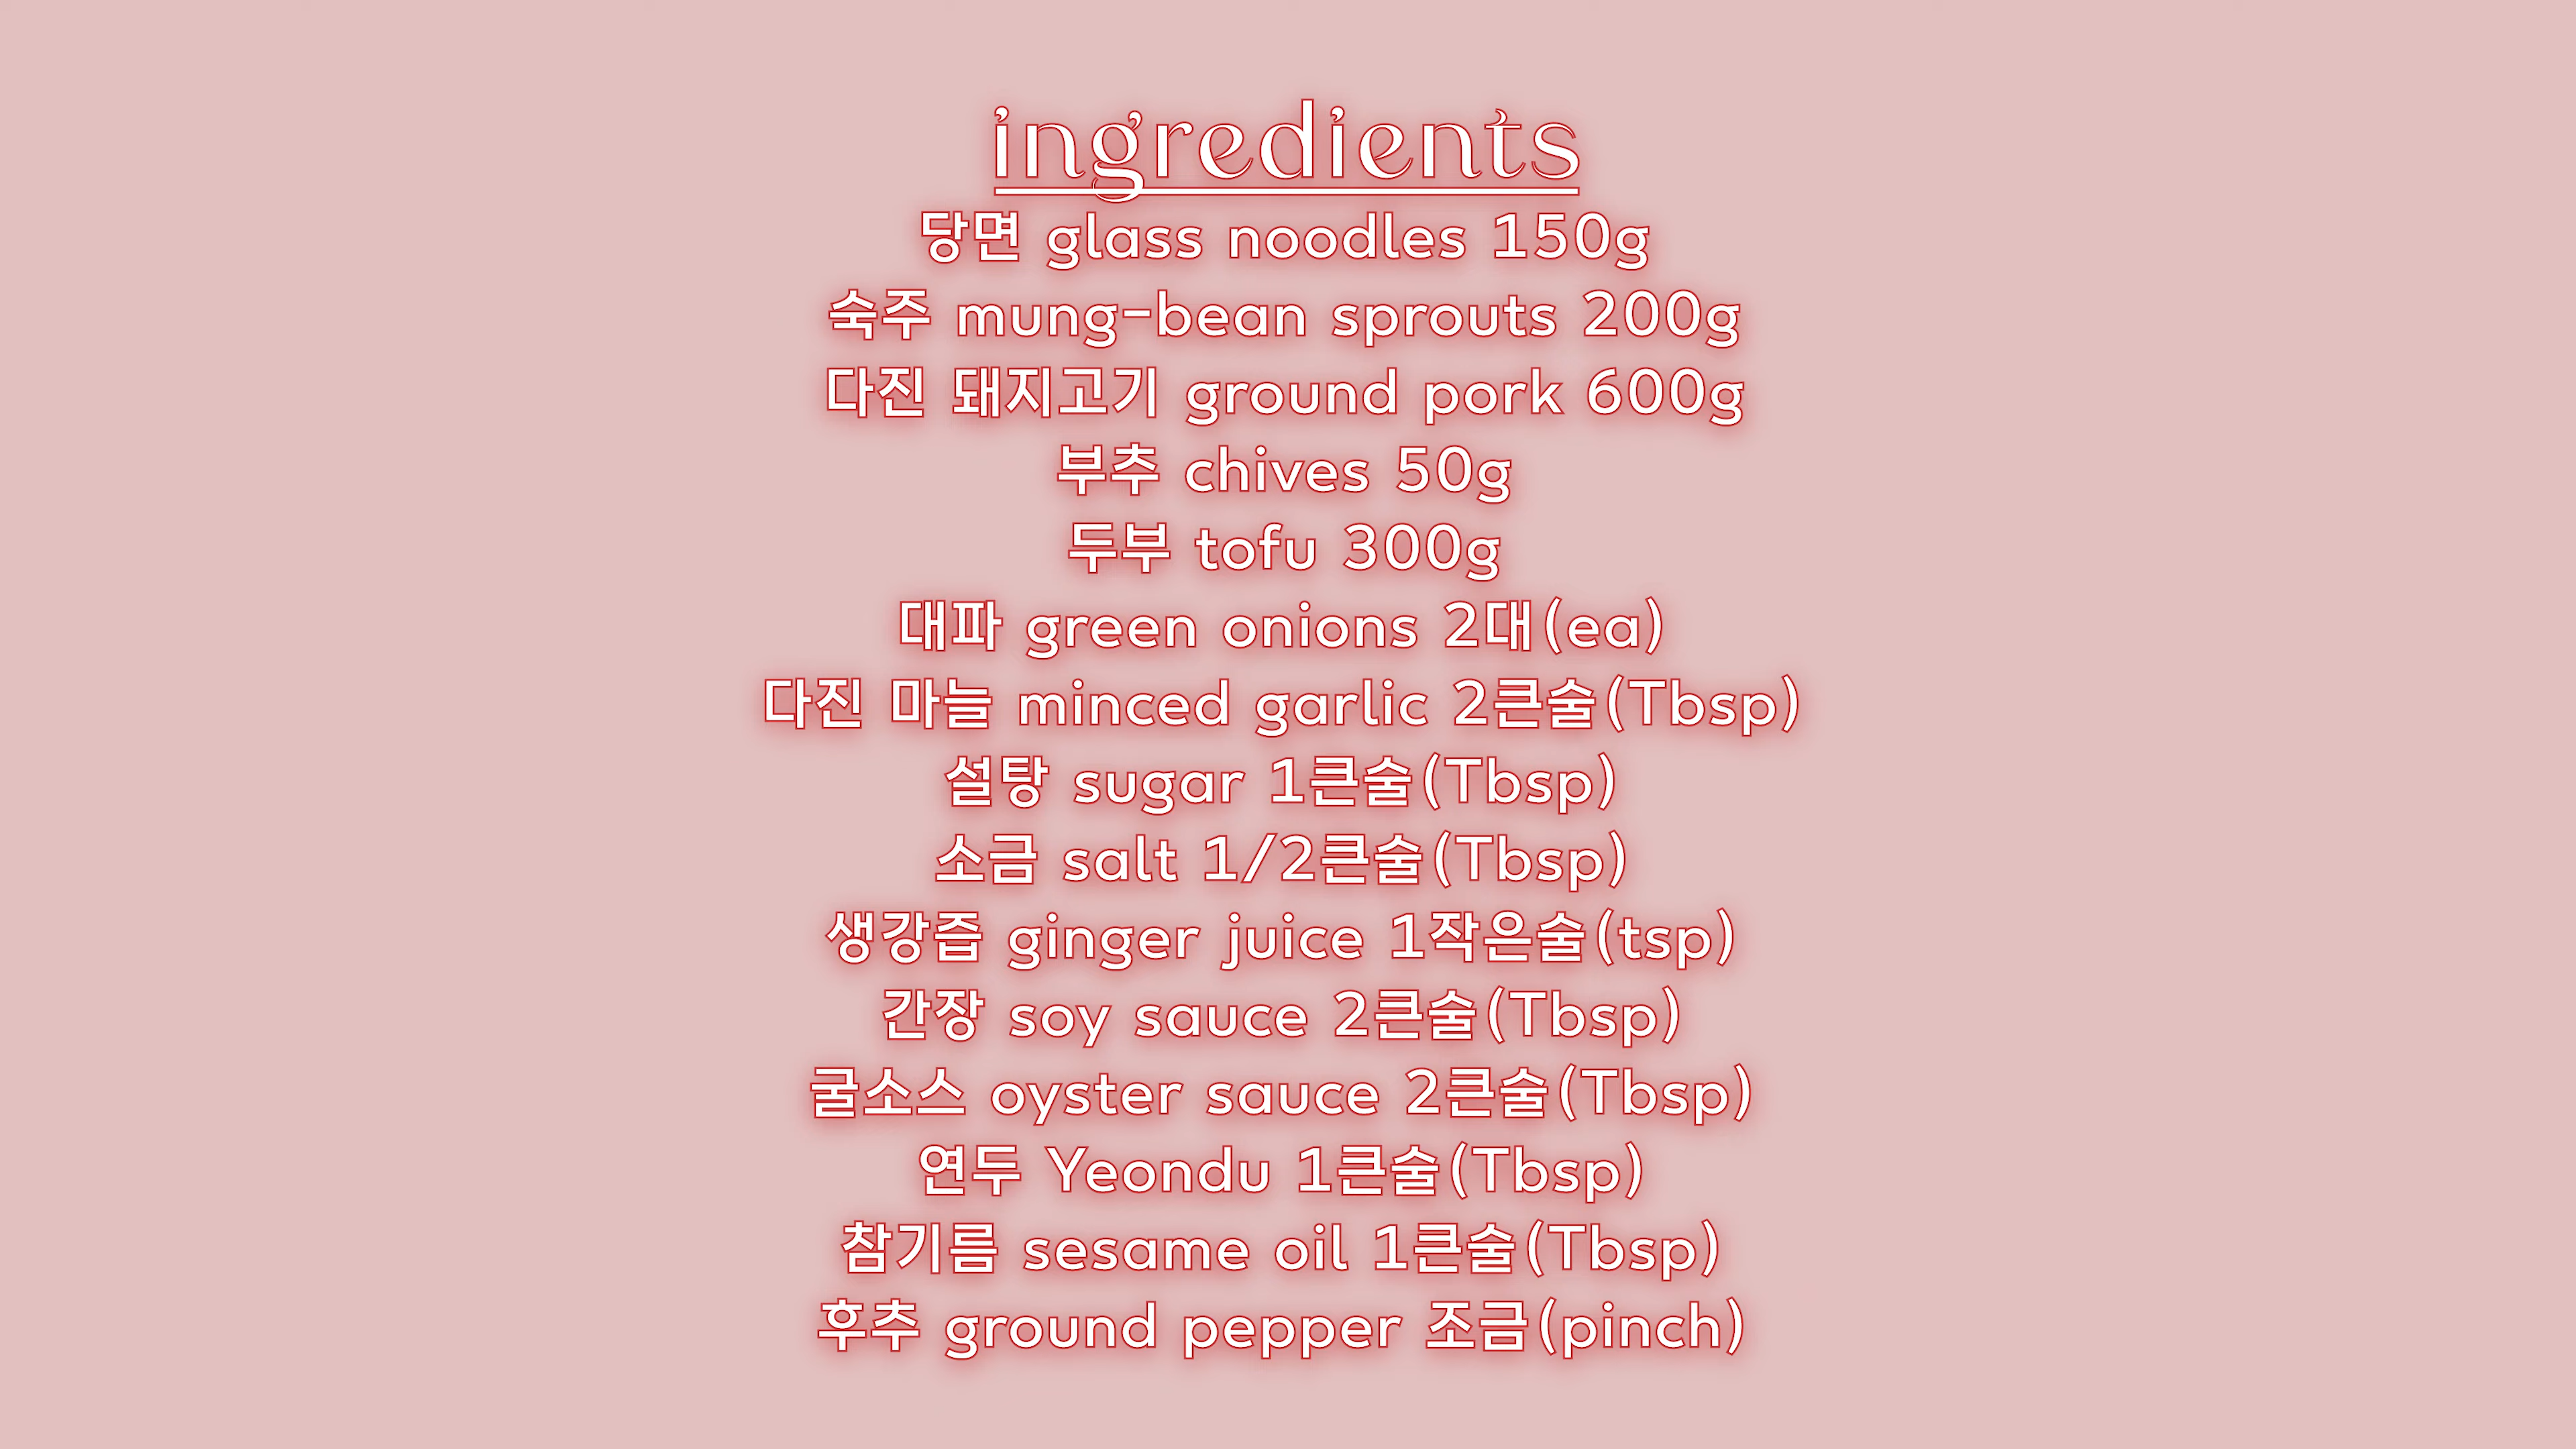 ingredients
당면 glass noodles 150g
숙주 mung-bean sprouts 200g
다진 돼지고기 ground pork 600g
부추 chives 50g
두부 tofu 300g
대파 green onions 2대(ea)
다진 마늘 minced garlic 2큰술(Tbsp)
설탕 sugar 1큰술(Tbsp)
소금 salt 1/2큰술(Tbsp)
생강즙 ginger juice 1작은술(tsp)
간장 soy sauce 2큰술(Tbsp)
굴소스 oyster sauce 2큰술(Tbsp)
연두 Yeondu 1큰술(Tbsp)
참기름 sesame oil 1큰술(Tbsp)
후추 ground pepper 조금(pinch)